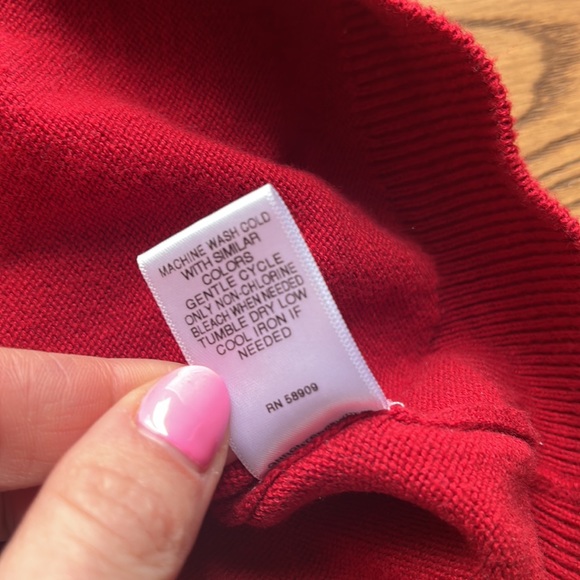 MACHINE WASH COLD
WITH SIMILAR
COLORS
GENTLE CYCLE
ONLY NON-CHLORINE
BLEACH WHEN NEEDED
TUMBLE DRY LOW
COOL IRON IF
NEEDED
RN 58909